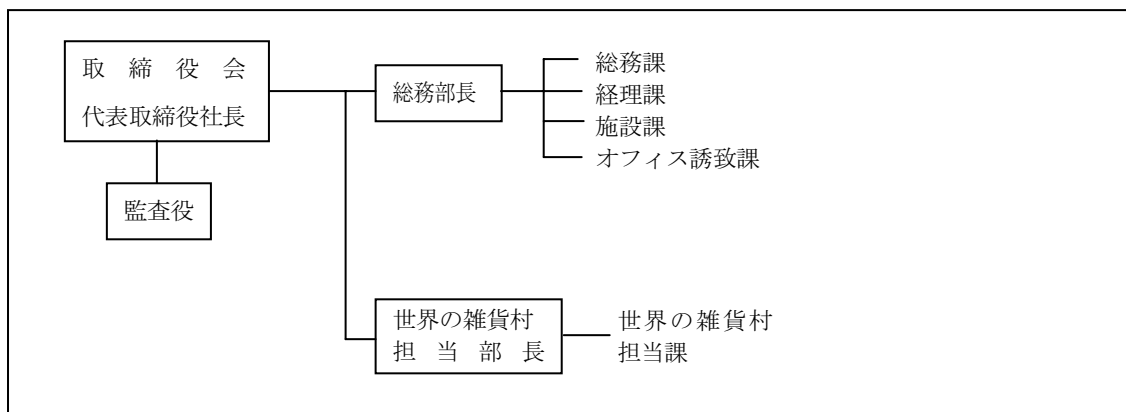 取締役会
代表取締役社長
監査役
総務部長
総務課
経理課
施設課
オフィス誘致課
世界の雑貨村
担当部長
世界の雑貨村
担当課